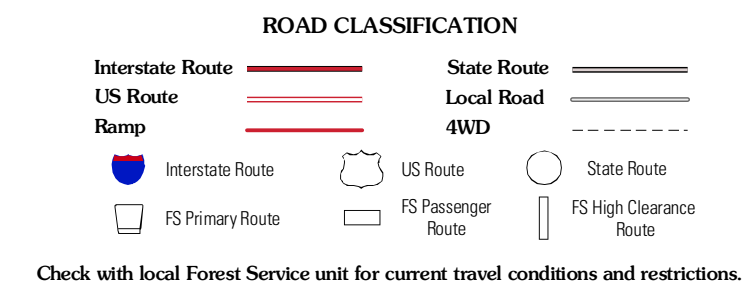 ROAD CLASSIFICATION
Interstate Route
State Route
US Route
Local Road
Ramp
4WD
Interstate Route
US Route
State Route
FS Primary Route
FS Passenger
Route
FS High Clearance
Route
Check with local Forest Service unit for current travel conditions and restrictions.